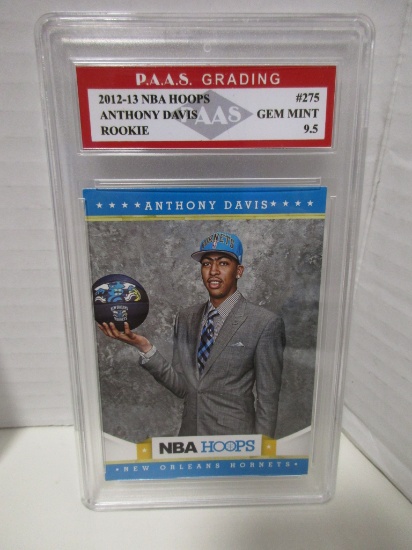 P.A.A.S. GRADING
2012-13 NBA HOOPS #275
ANTHONY DAVIS GEM MINT
ROOKIE 9.5
PAAS
ANTHONY DAVIS
NBA HOOPS
NEW ORLEANS HORNETS